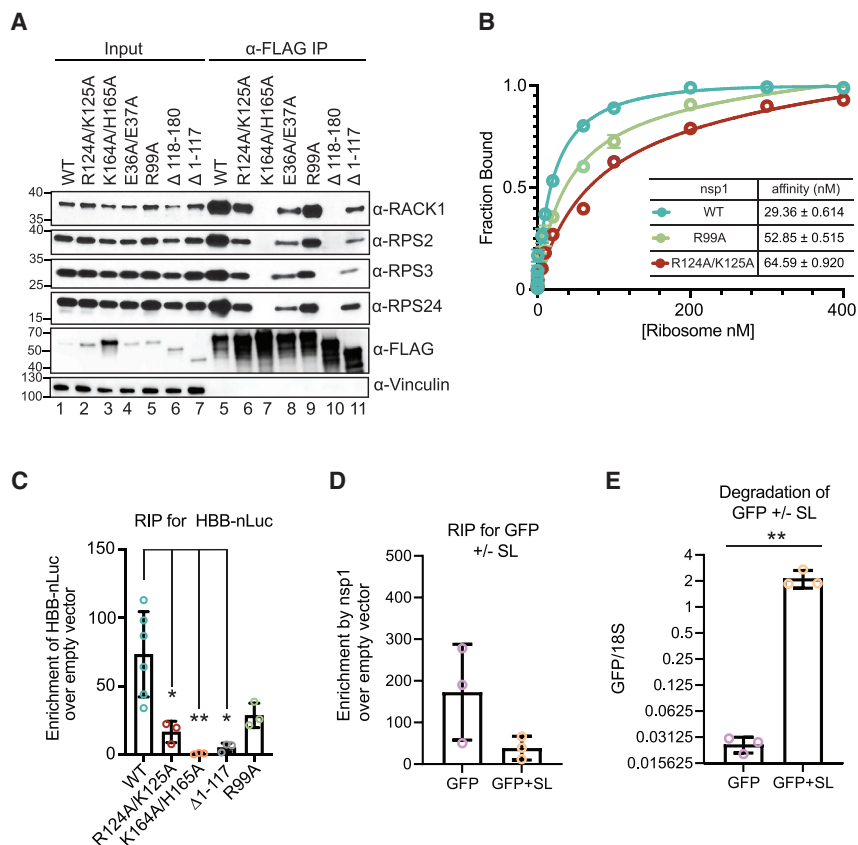 A
Input
α-FLAG IP
WT
R124A/K125A
K164A/H165A
E36A/E37A
R99A
Δ 118-180
Δ 1-117
WT
R124A/K125A
K164A/H165A
E36A/E37A
R99A
Δ 118-180
Δ 1-117
40
35
α-RACK1
40
35
α-RPS2
30
25
α-RPS3
20
15
α-RPS24
70
50
40
α-FLAG
130
100
α-Vinculin
1 2 3 4 5 6 7 5 6 7 8 9 10 11
B
Fraction Bound
1.0
0.5
0
0 200 400
[Ribosome nM]
nsp1 affinity (nM)
WT 29.36 ± 0.614
R99A 52.85 ± 0.515
R124A/K125A 64.59 ± 0.920
C
RIP for HBB-nLuc
Enrichment of HBB-nLuc
over empty vector
150
100
50
0
* ** *
WT
R124A/K125A
K164A/H165A
Δ1-117
R99A
D
RIP for GFP
+/- SL
Enrichment by nsp1
over empty vector
500
400
300
200
100
0
GFP GFP+SL
E
Degradation of
GFP +/- SL
**
GFP/18S
4
2
1
0.5
0.25
0.125
0.0625
0.03125
0.015625
GFP GFP+SL